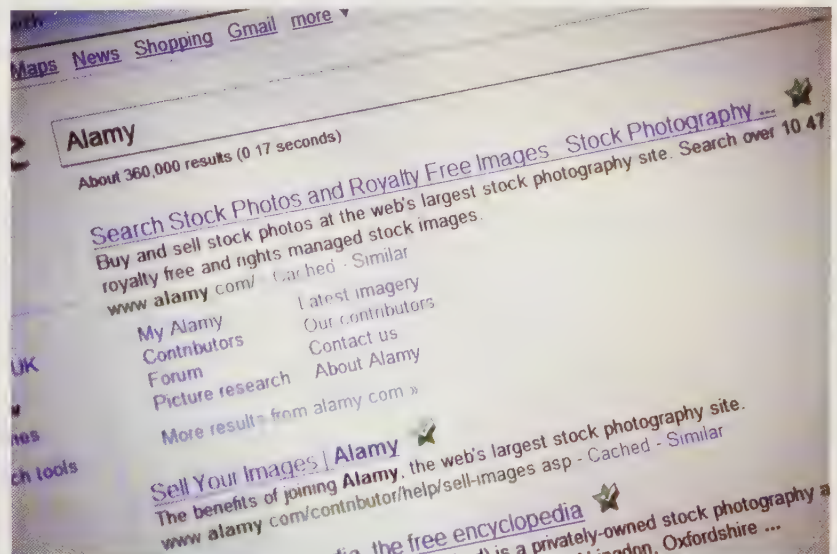 Maps News Shopping Gmail more ▼
Alamy
About 360,000 results (0 17 seconds)
Search Stock Photos and Royalty Free Images Stock Photography ...
Buy and sell stock photos at the web's largest stock photography site. Search over 10 47
royalty free and rights managed stock images.
www alamy com/ - Cached - Similar
My Alamy Latest imagery
Contributors Our contributors
Forum Contact us
Picture research About Alamy
UK
More results from alamy com »
ch tools
Sell Your Images | Alamy
The benefits of joining Alamy, the web's largest stock photography site.
www alamy com/contributor/help/sell-images asp - Cached - Similar
the free encyclopedia
is a privately-owned stock photography a
Oxfordshire ...